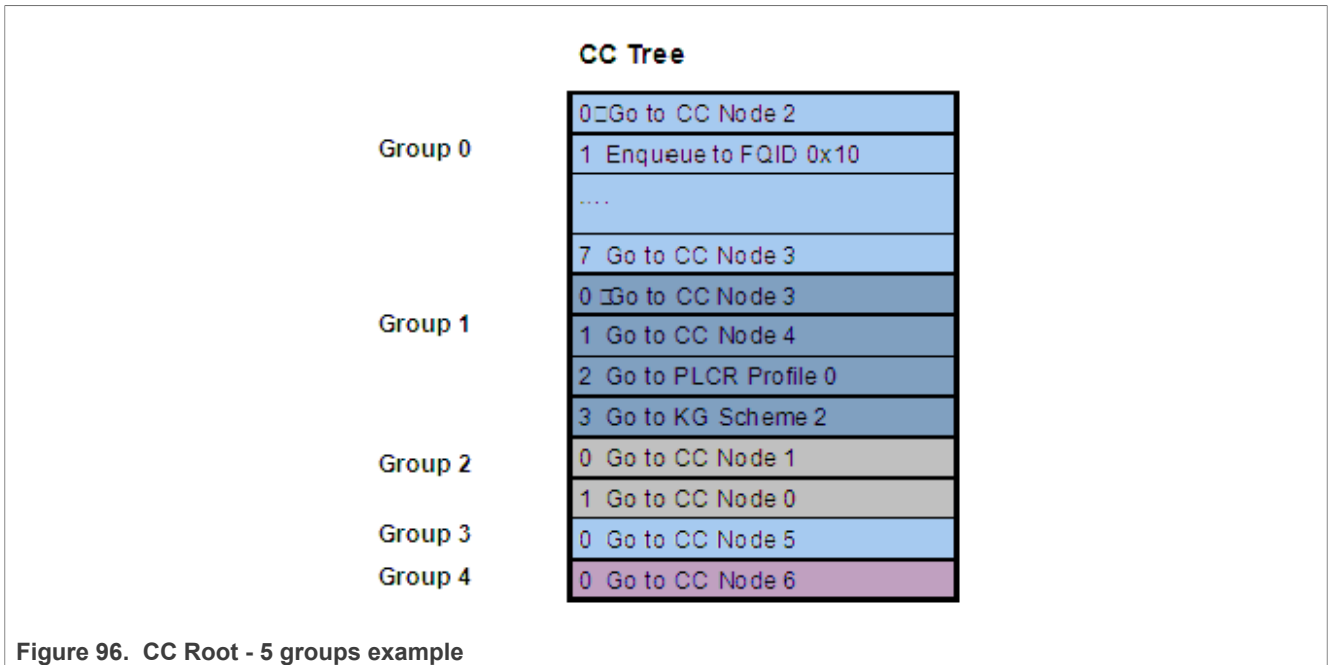 CC Tree
0□Go to CC Node 2
Group 0
1 Enqueue to FQID 0x10
....
7 Go to CC Node 3
0 □Go to CC Node 3
Group 1
1 Go to CC Node 4
2 Go to PLCR Profile 0
3 Go to KG Scheme 2
Group 2
0 Go to CC Node 1
1 Go to CC Node 0
Group 3
0 Go to CC Node 5
Group 4
0 Go to CC Node 6
Figure 96. CC Root - 5 groups example